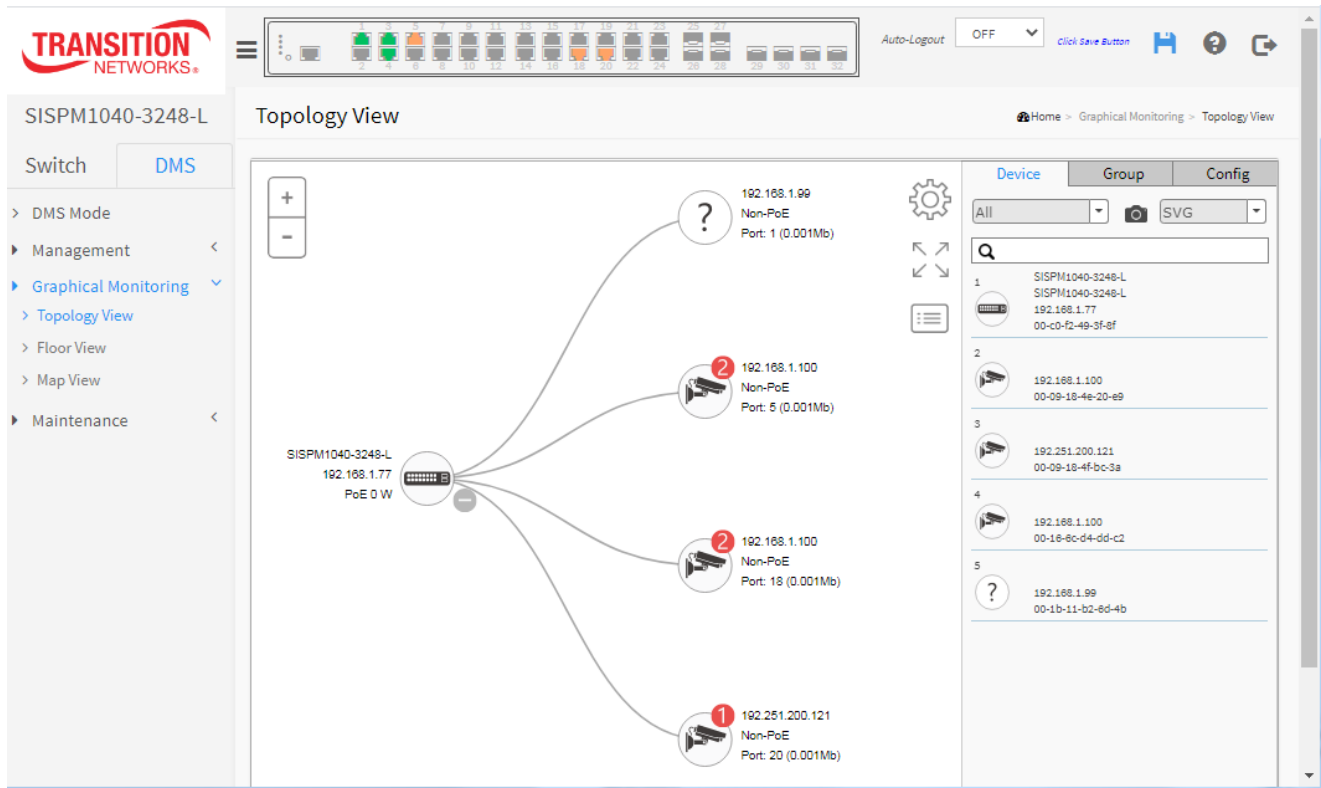 TRANSITION
NETWORKS®
1 3 5 7 9 11 13 15 17 19 21 23 25 27
2 4 6 8 10 12 14 16 18 20 22 24 26 28 29 30 31 32
Auto-Logout
OFF
Click Save Button
SISPM1040-3248-L
Switch
DMS
DMS Mode
Management
Graphical Monitoring
Topology View
Floor View
Map View
Maintenance
Topology View
Home > Graphical Monitoring > Topology View
+
-
192.168.1.99
Non-PoE
Port: 1 (0.001Mb)
?
2
192.168.1.100
Non-PoE
Port: 5 (0.001Mb)
SISPM1040-3248-L
192.168.1.77
PoE 0 W
2
192.168.1.100
Non-PoE
Port: 18 (0.001Mb)
1
192.251.200.121
Non-PoE
Port: 20 (0.001Mb)
Device
Group
Config
All
SVG
1
SISPM1040-3248-L
SISPM1040-3248-L
192.168.1.77
00-c0-f2-49-3f-8f
2
192.168.1.100
00-09-18-4e-20-e9
3
192.251.200.121
00-09-18-4f-bc-3a
4
192.168.1.100
00-16-6c-d4-dd-c2
5
?
192.168.1.99
00-1b-11-b2-6d-4b